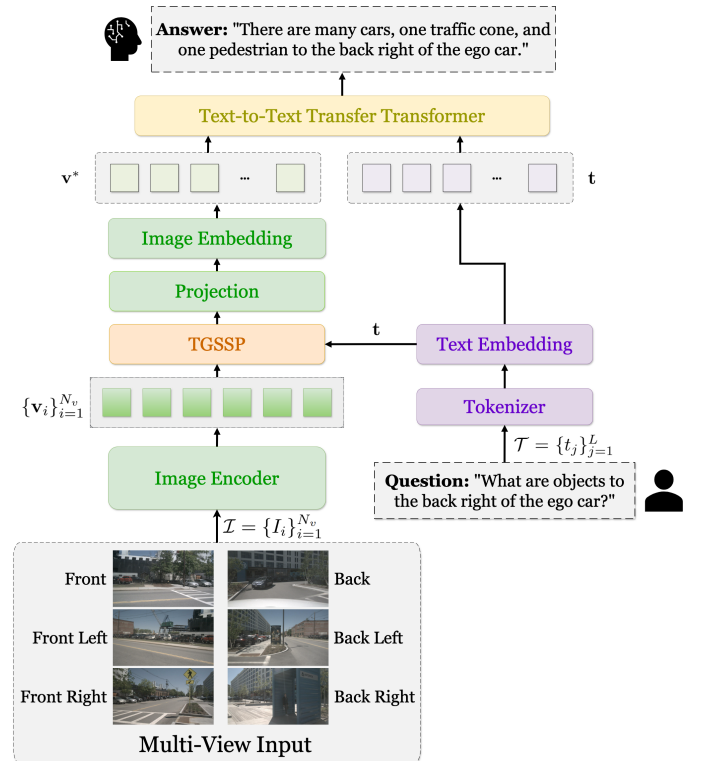 Answer: "There are many cars, one traffic cone, and
one pedestrian to the back right of the ego car."
Text-to-Text Transfer Transformer
v*
...
...
t
Image Embedding
Projection
TGSSP
t
Text Embedding
{v_i}_{i=1}^{N_v}
Tokenizer
Image Encoder
𝒯 = {t_j}_{j=1}^{L}
Question: "What are objects to
the back right of the ego car?"
ℐ = {I_i}_{i=1}^{N_v}
Front
Back
Front Left
Back Left
Front Right
Back Right
Multi-View Input